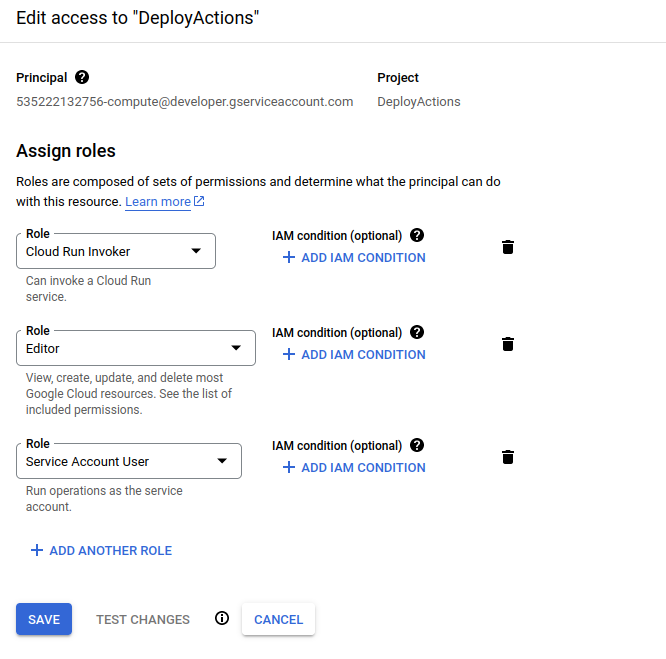 Edit access to "DeployActions"
Principal ?
Project
535222132756-compute@developer.gserviceaccount.com
DeployActions
Assign roles
Roles are composed of sets of permissions and determine what the principal can do
with this resource. Learn more
Role
Cloud Run Invoker
IAM condition (optional) ?
+ ADD IAM CONDITION
Can invoke a Cloud Run
service.
Role
Editor
IAM condition (optional) ?
+ ADD IAM CONDITION
View, create, update, and delete most
Google Cloud resources. See the list of
included permissions.
Role
Service Account User
IAM condition (optional) ?
+ ADD IAM CONDITION
Run operations as the service
account.
+ ADD ANOTHER ROLE
SAVE
TEST CHANGES
CANCEL